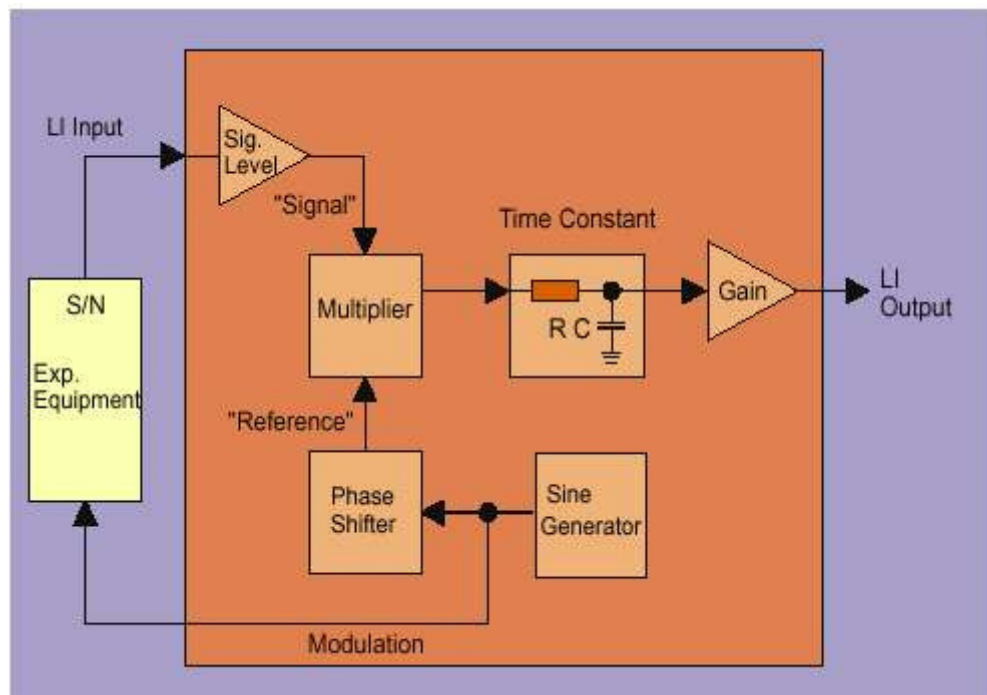 LI Input
Sig.
Level
"Signal"
Time Constant
S/N
Exp.
Equipment
Multiplier
R C
Gain
LI
Output
"Reference"
Phase
Shifter
Sine
Generator
Modulation